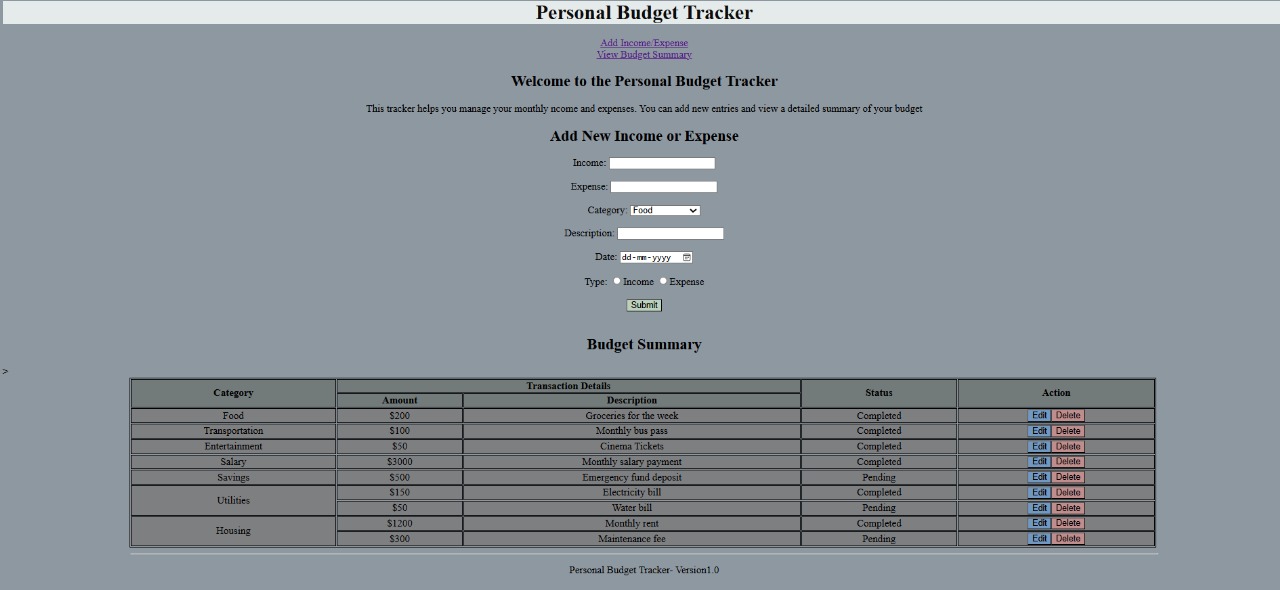 Personal Budget Tracker
Add Income/Expense
View Budget Summary
Welcome to the Personal Budget Tracker
This tracker helps you manage your monthly ncome and expenses. You can add new entries and view a detailed summary of your budget
Add New Income or Expense
Income:
Expense:
Category: Food
Description:
Date: dd-mm-yyyy
Type: Income Expense
Submit
Budget Summary
>
Category Transaction Details Status Action
Amount Description
Food $200 Groceries for the week Completed Edit Delete
Transportation $100 Monthly bus pass Completed Edit Delete
Entertainment $50 Cinema Tickets Completed Edit Delete
Salary $3000 Monthly salary payment Completed Edit Delete
Savings $500 Emergency fund deposit Pending Edit Delete
Utilities $150 Electricity bill Completed Edit Delete
$50 Water bill Pending Edit Delete
Housing $1200 Monthly rent Completed Edit Delete
$300 Maintenance fee Pending Edit Delete
Personal Budget Tracker- Version1.0